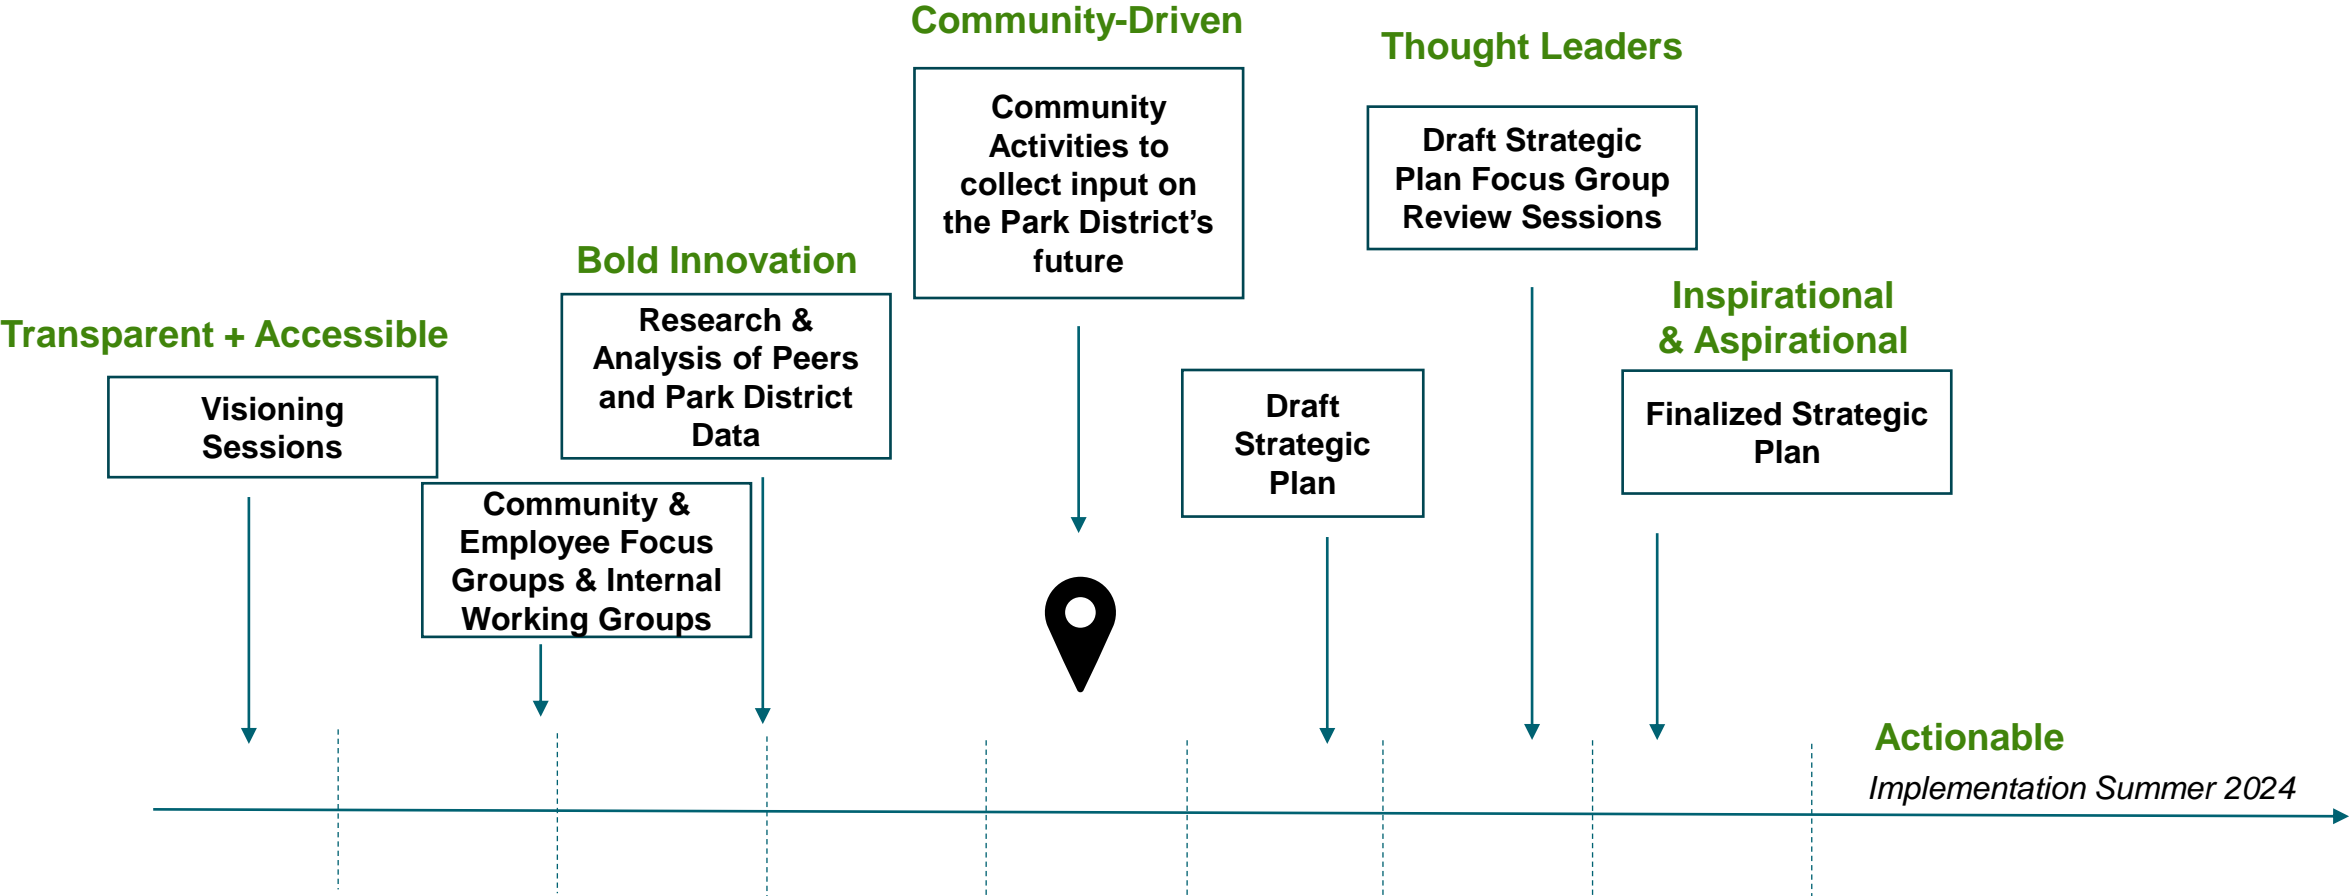 Community-Driven
Community
Activities to
collect input on
the Park District’s
future
Thought Leaders
Draft Strategic
Plan Focus Group
Review Sessions
Bold Innovation
Research &
Analysis of Peers
and Park District
Data
Transparent + Accessible
Visioning
Sessions
Community &
Employee Focus
Groups & Internal
Working Groups
Draft
Strategic
Plan
Inspirational
& Aspirational
Finalized Strategic
Plan
Actionable
Implementation Summer 2024